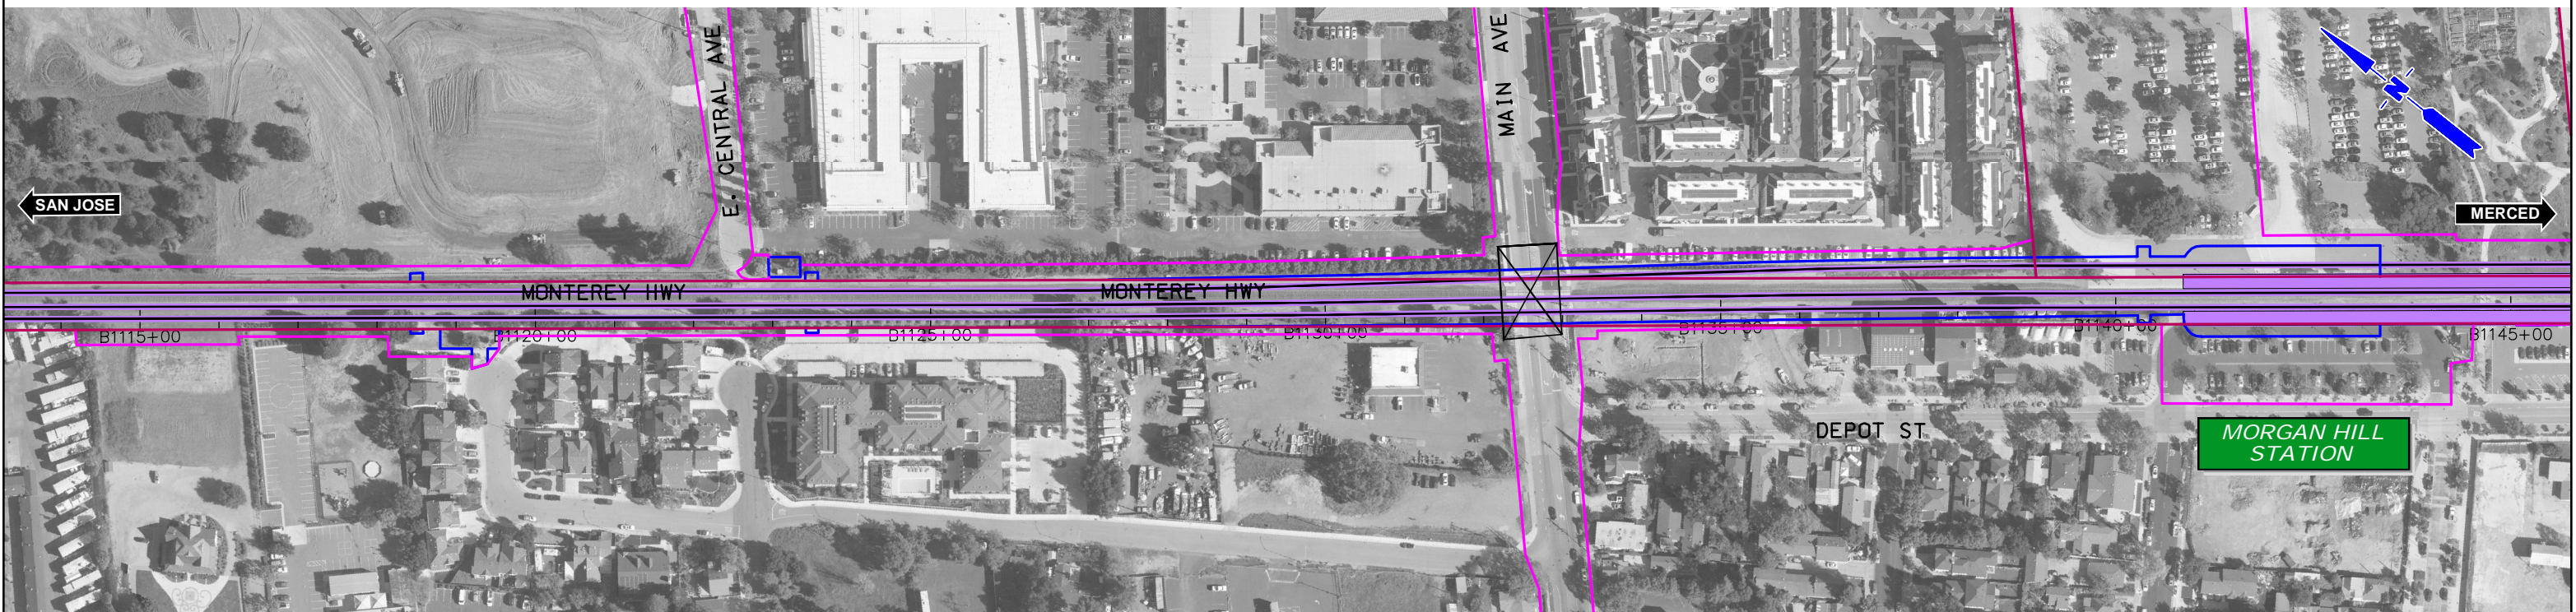 E. CENTRAL AVE
MAIN AVE
N
SAN JOSE
MERCED
MONTEREY HWY
MONTEREY HWY
B1115+00
B1120+00
B1125+00
B1130+00
B1135+00
B1140+00
B1145+00
DEPOT ST
MORGAN HILL
STATION